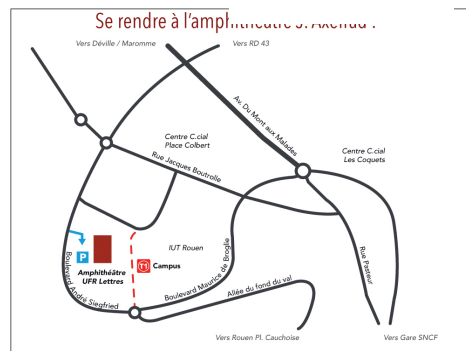 Se rendre à l'amphithéâtre J. Axelrad :
Vers Déville / Maromme
Vers RD 43
Av. Du Mont aux Malades
Centre C.cial
Place Colbert
Centre C.cial
Les Coquets
Rue Jacques Boutrolle
IUT Rouen
P
Campus
Amphithéâtre
UFR Lettres
Boulevard André Siegfried
Boulevard Maurice de Broglie
Allée du fond du val
Rue Pasteur
Vers Rouen Pl. Cauchoise
Vers Gare SNCF